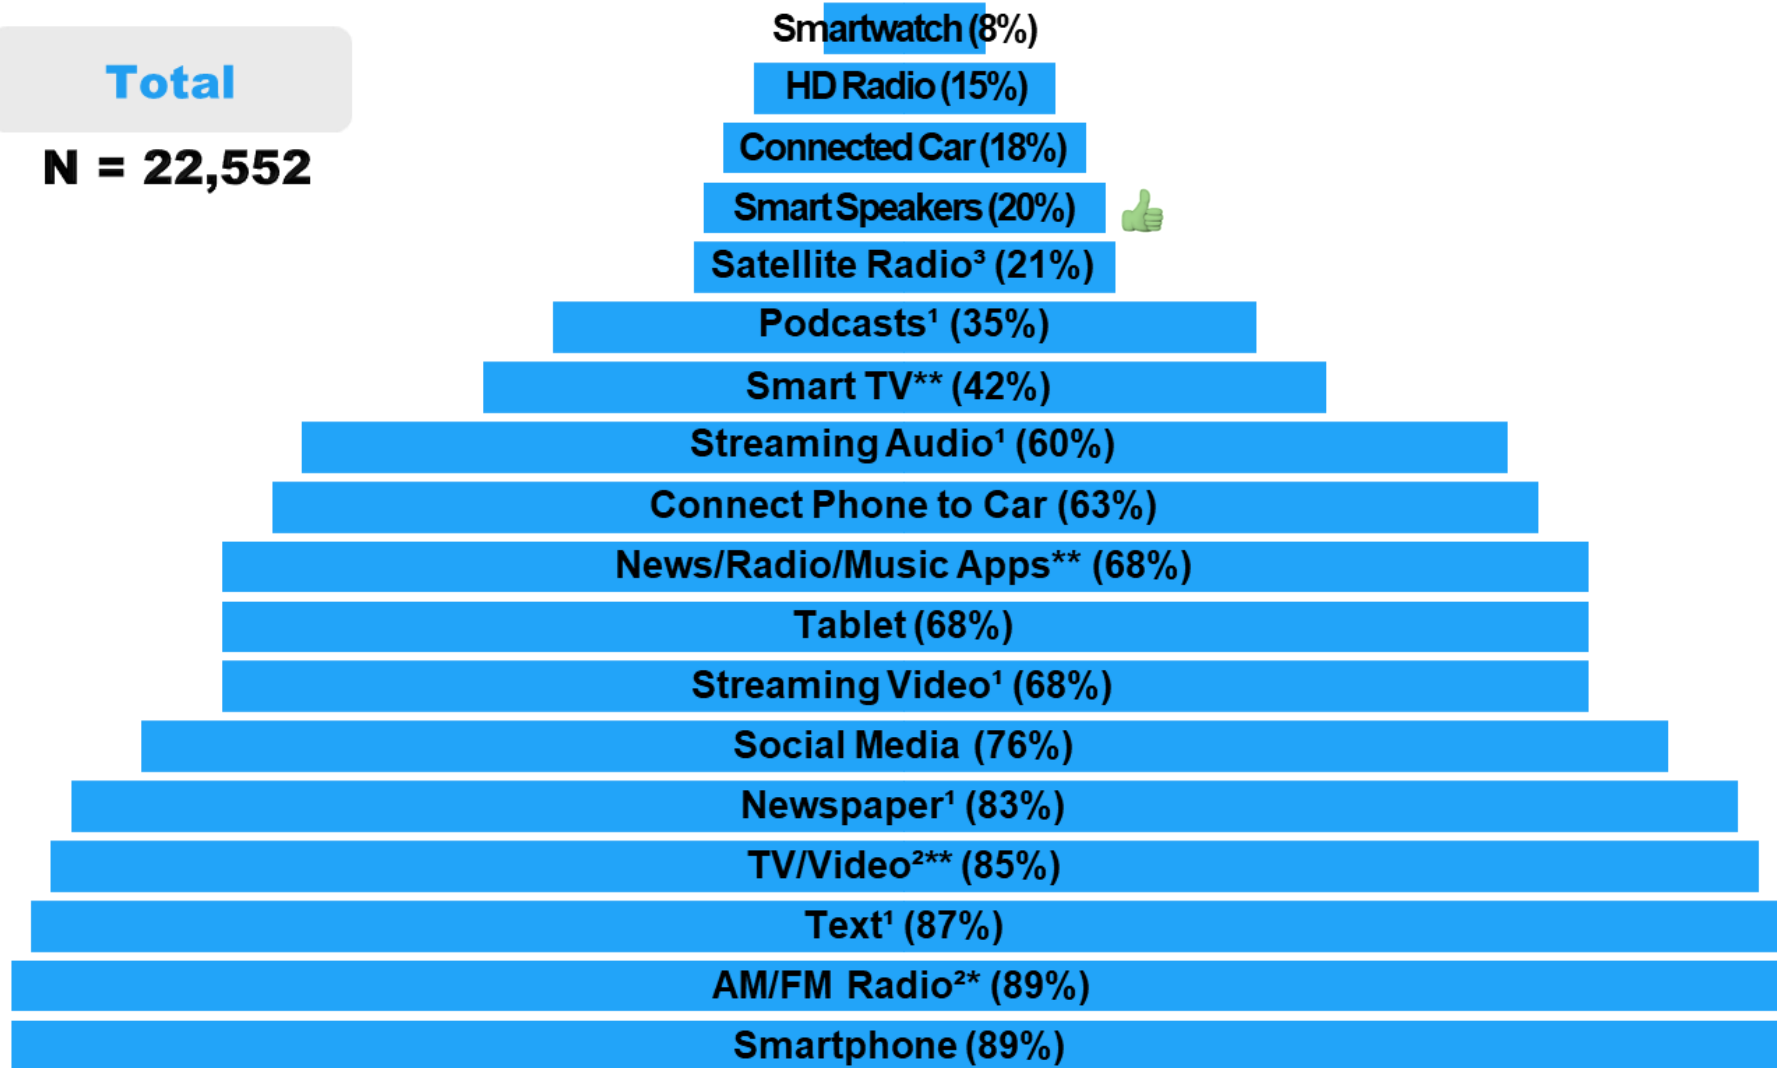 Total
N = 22,552
Smartwatch (8%)
HD Radio (15%)
Connected Car (18%)
Smart Speakers (20%)
Satellite Radio³ (21%)
Podcasts¹ (35%)
Smart TV** (42%)
Streaming Audio¹ (60%)
Connect Phone to Car (63%)
News/Radio/Music Apps** (68%)
Tablet (68%)
Streaming Video¹ (68%)
Social Media (76%)
Newspaper¹ (83%)
TV/Video²** (85%)
Text¹ (87%)
AM/FM Radio²* (89%)
Smartphone (89%)